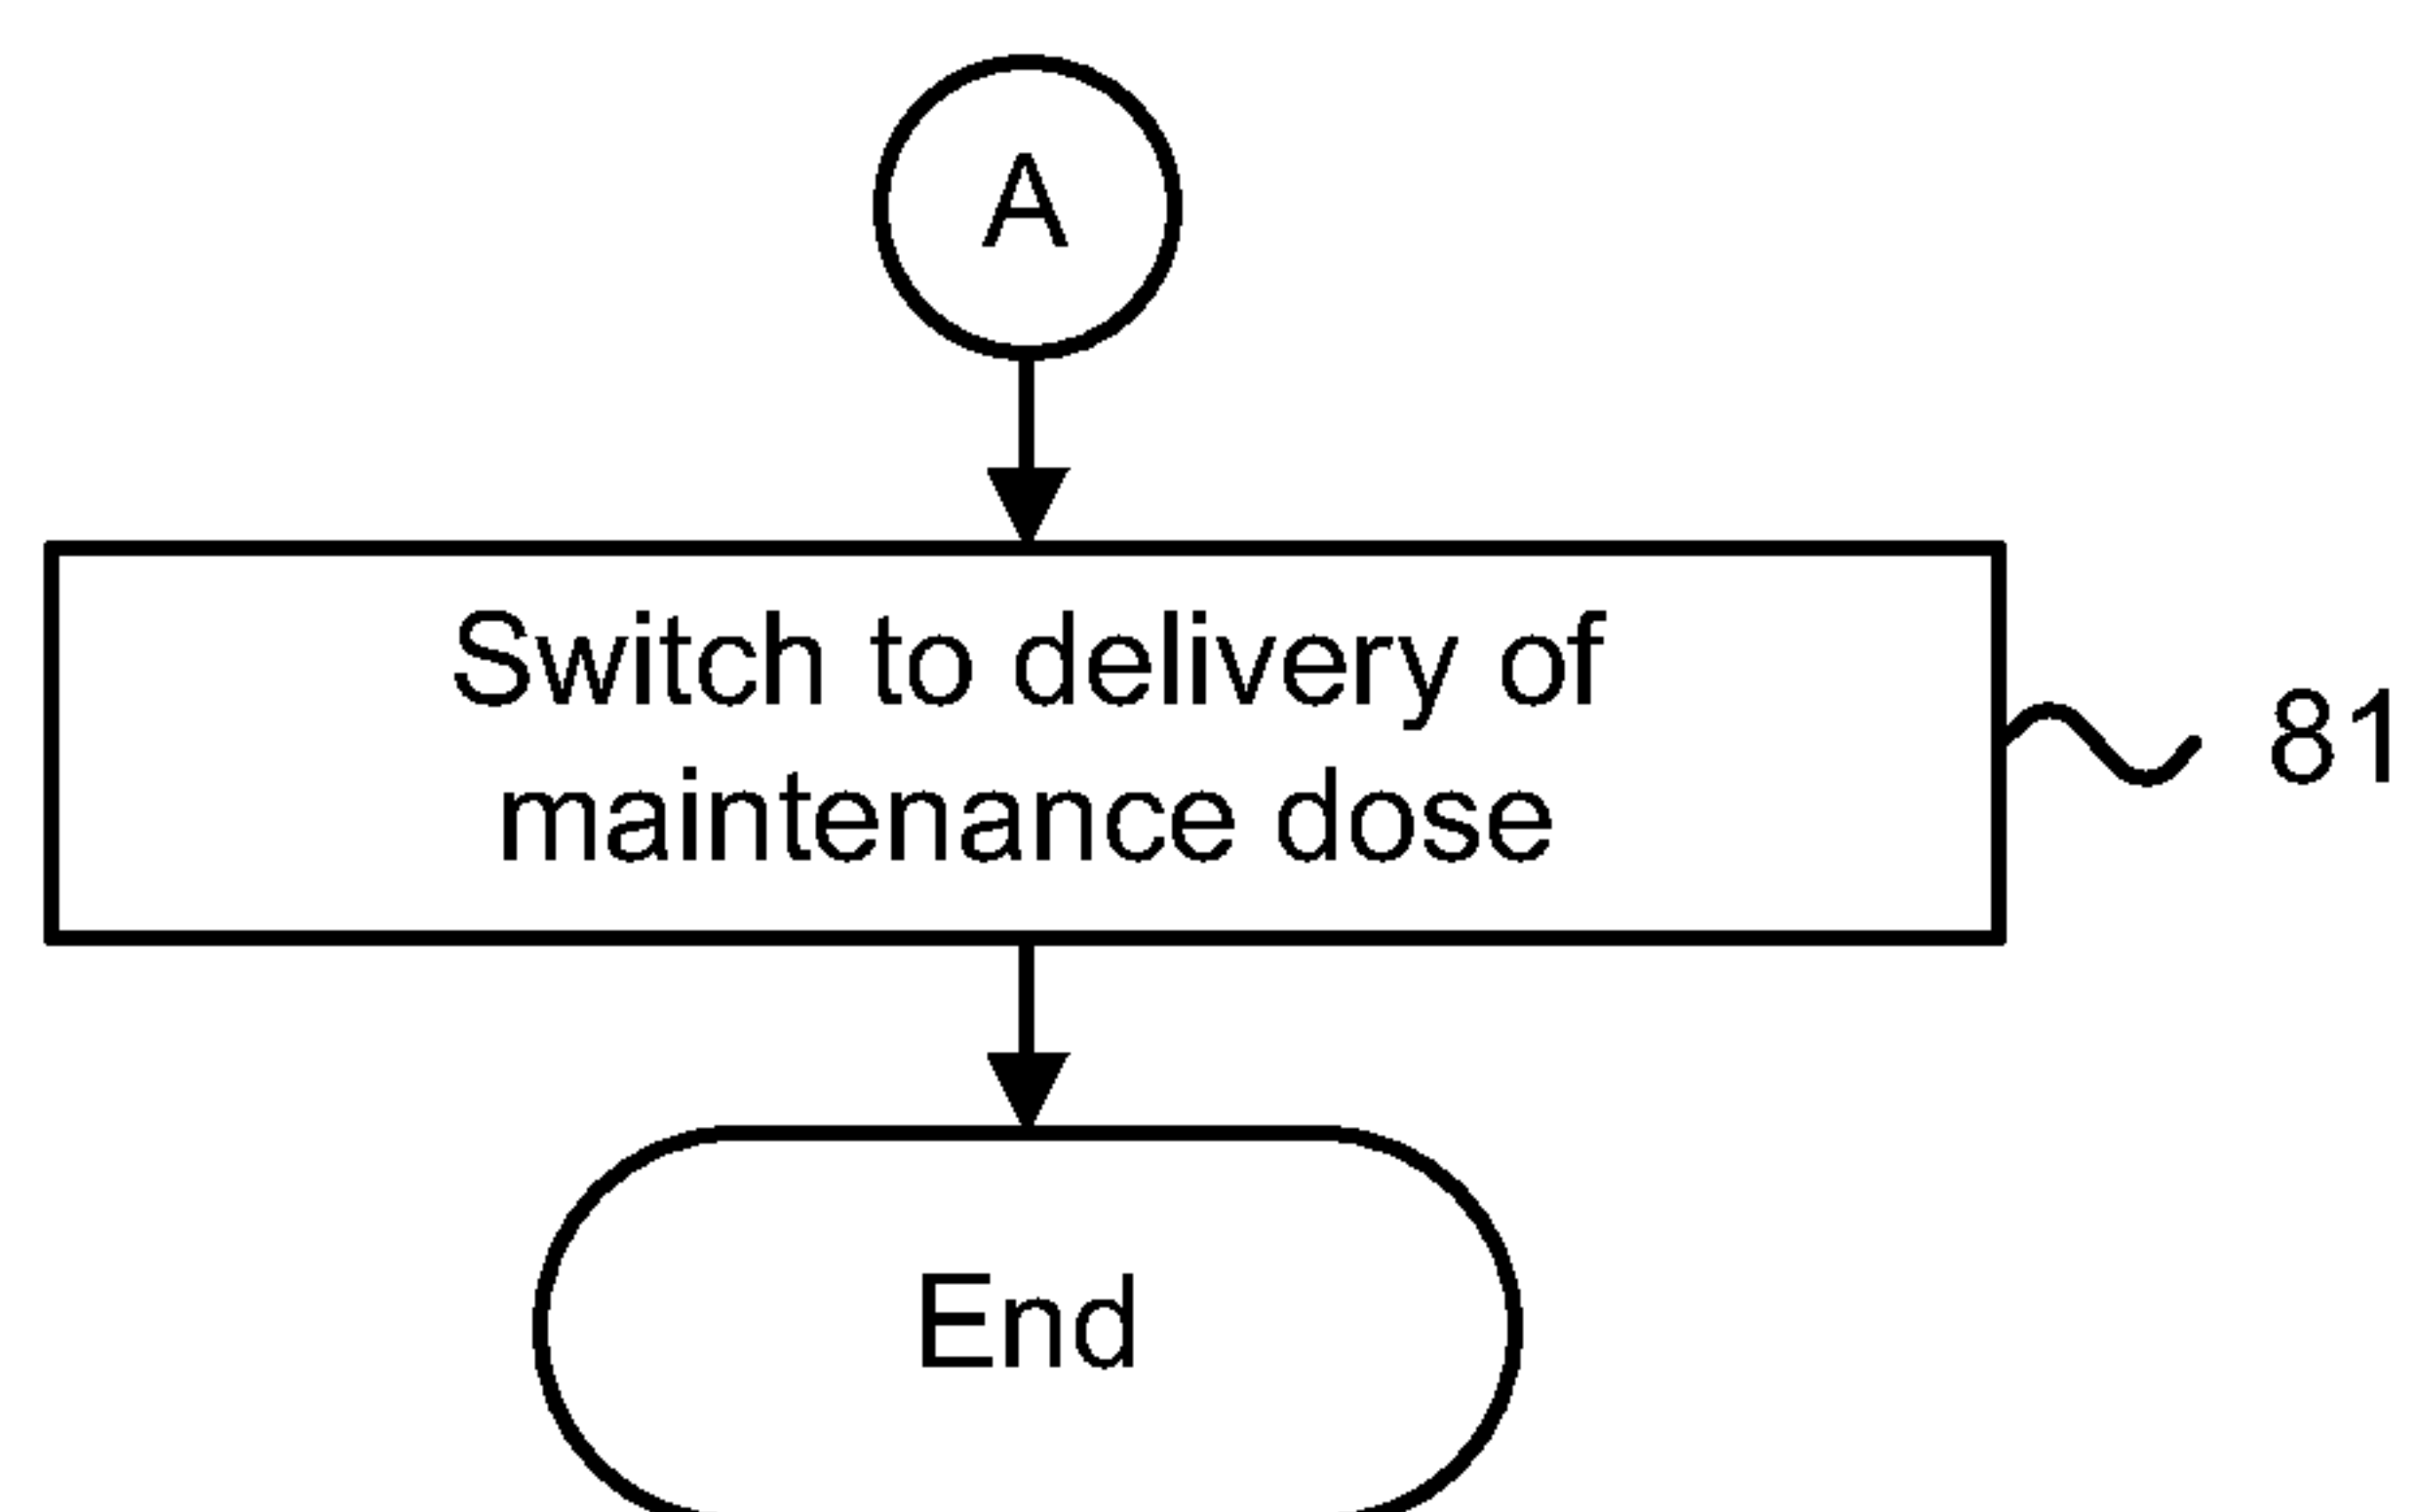 A
Switch to delivery of
maintenance dose
81
End